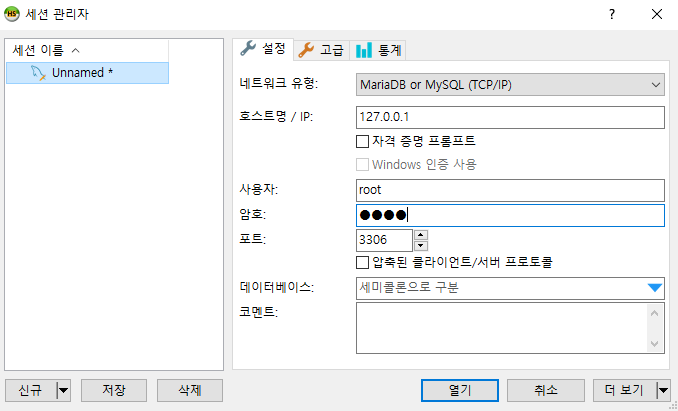 세션 관리자
세션 이름
Unnamed *
설정 고급 통계
네트워크 유형: MariaDB or MySQL (TCP/IP)
호스트명 / IP: 127.0.0.1
자격 증명 프롬프트
Windows 인증 사용
사용자: root
암호: ●●●●
포트: 3306
압축된 클라이언트/서버 프로토콜
데이터베이스: 세미콜론으로 구분
코멘트:
신규 저장 삭제 열기 취소 더 보기